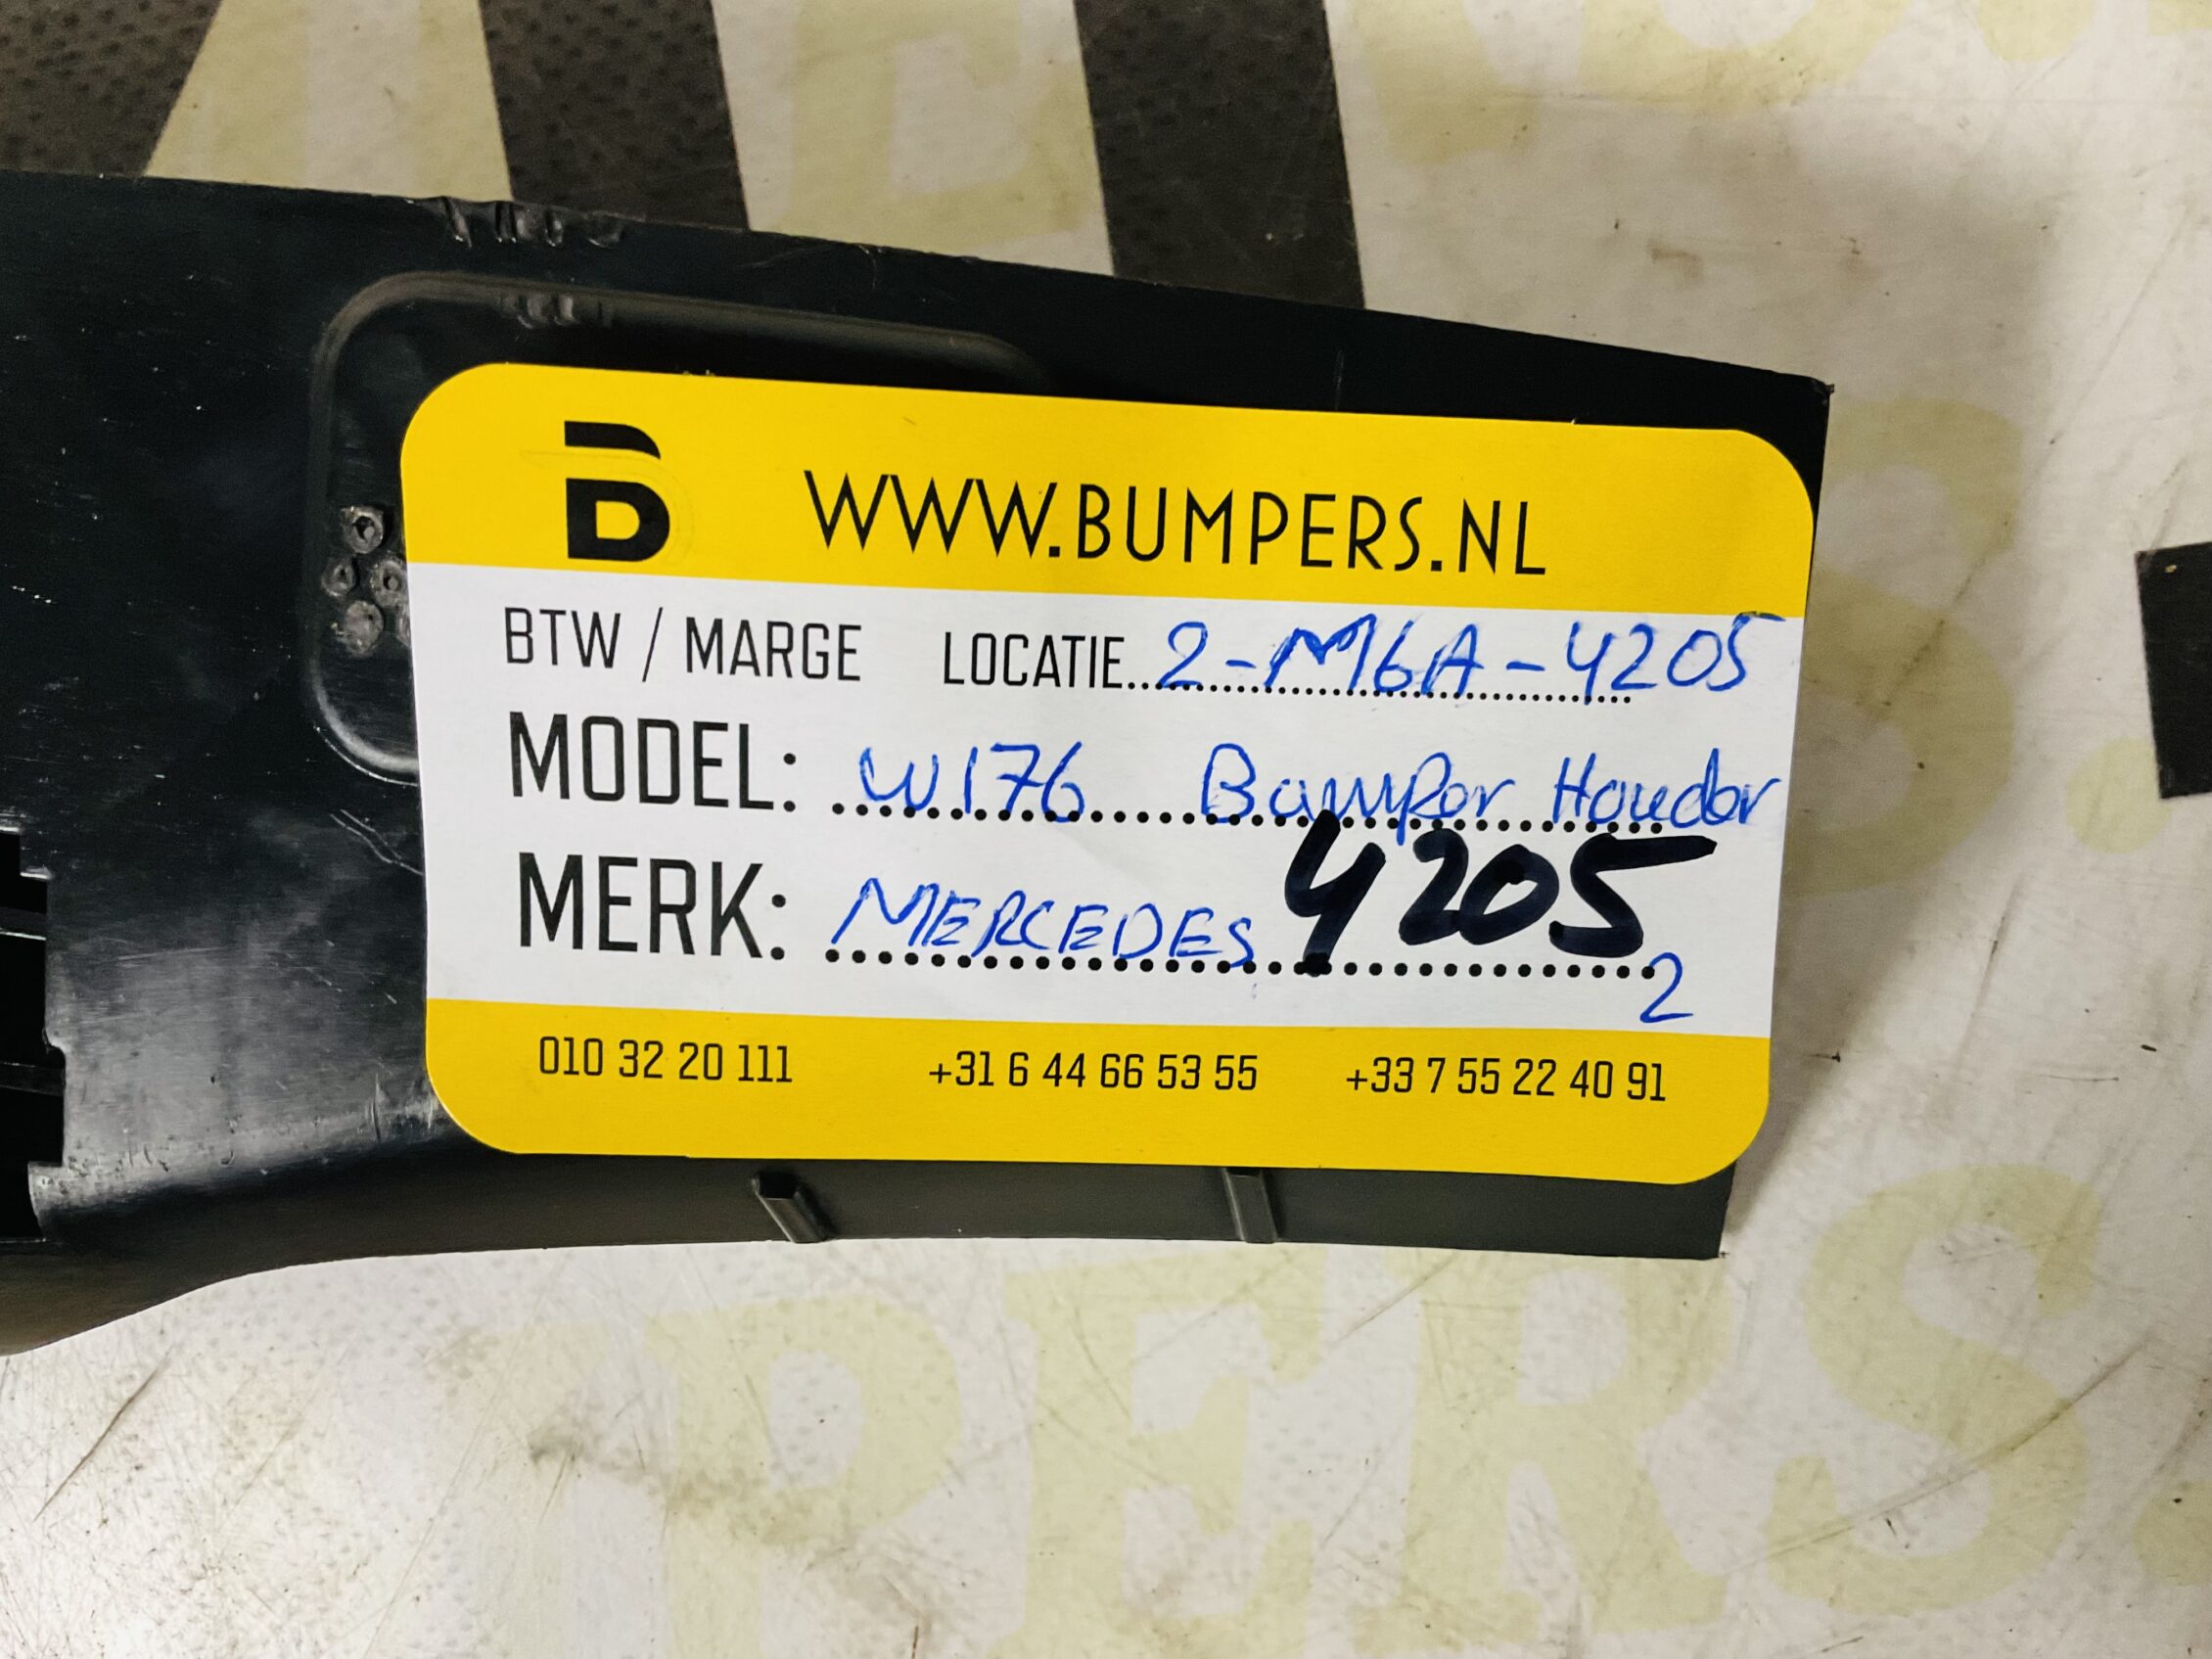 WWW.BUMPERS.NL
BTW / MARGE LOCATIE 2-M6A-4205
MODEL: W176 Bumper Houder
MERK: MERCEDES 4205
2
010 32 20 111 +31 6 44 66 53 55 +33 7 55 22 40 91
PERS.